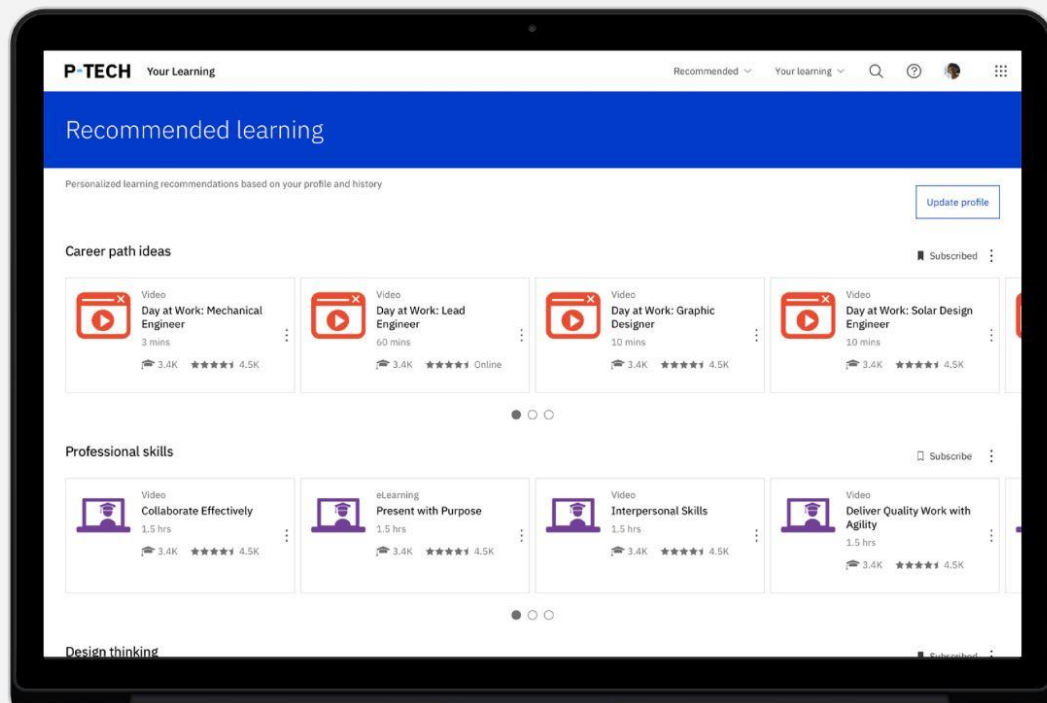 P-TECH Your Learning Recommended Your learning
Recommended learning
Personalized learning recommendations based on your profile and history
Update profile
Career path ideas Subscribed
Video
Day at Work: Mechanical
Engineer
3 mins
3.4K 4.5K
Video
Day at Work: Lead
Engineer
60 mins
3.4K Online
Video
Day at Work: Graphic
Designer
10 mins
3.4K 4.5K
Video
Day at Work: Solar Design
Engineer
10 mins
3.4K 4.5K
Professional skills Subscribe
Video
Collaborate Effectively
1.5 hrs
3.4K 4.5K
eLearning
Present with Purpose
1.5 hrs
3.4K 4.5K
Video
Interpersonal Skills
1.5 hrs
3.4K 4.5K
Video
Deliver Quality Work with
Agility
1.5 hrs
3.4K 4.5K
Design thinking Subscribed